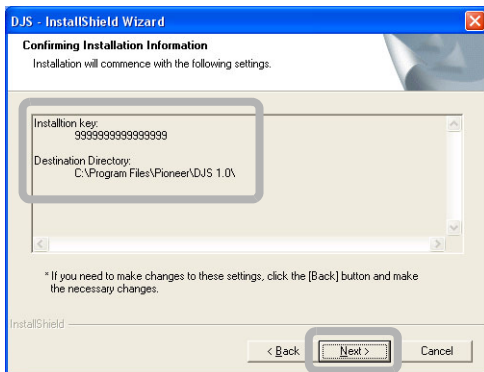 DJS - InstallShield Wizard
Confirming Installation Information
Installation will commence with the following settings.
Installtion key:
9999999999999999
Destination Directory:
C:\Program Files\Pioneer\DJS 1.0\
* If you need to make changes to these settings, click the [Back] button and make
the necessary changes.
InstallShield
< Back Next > Cancel